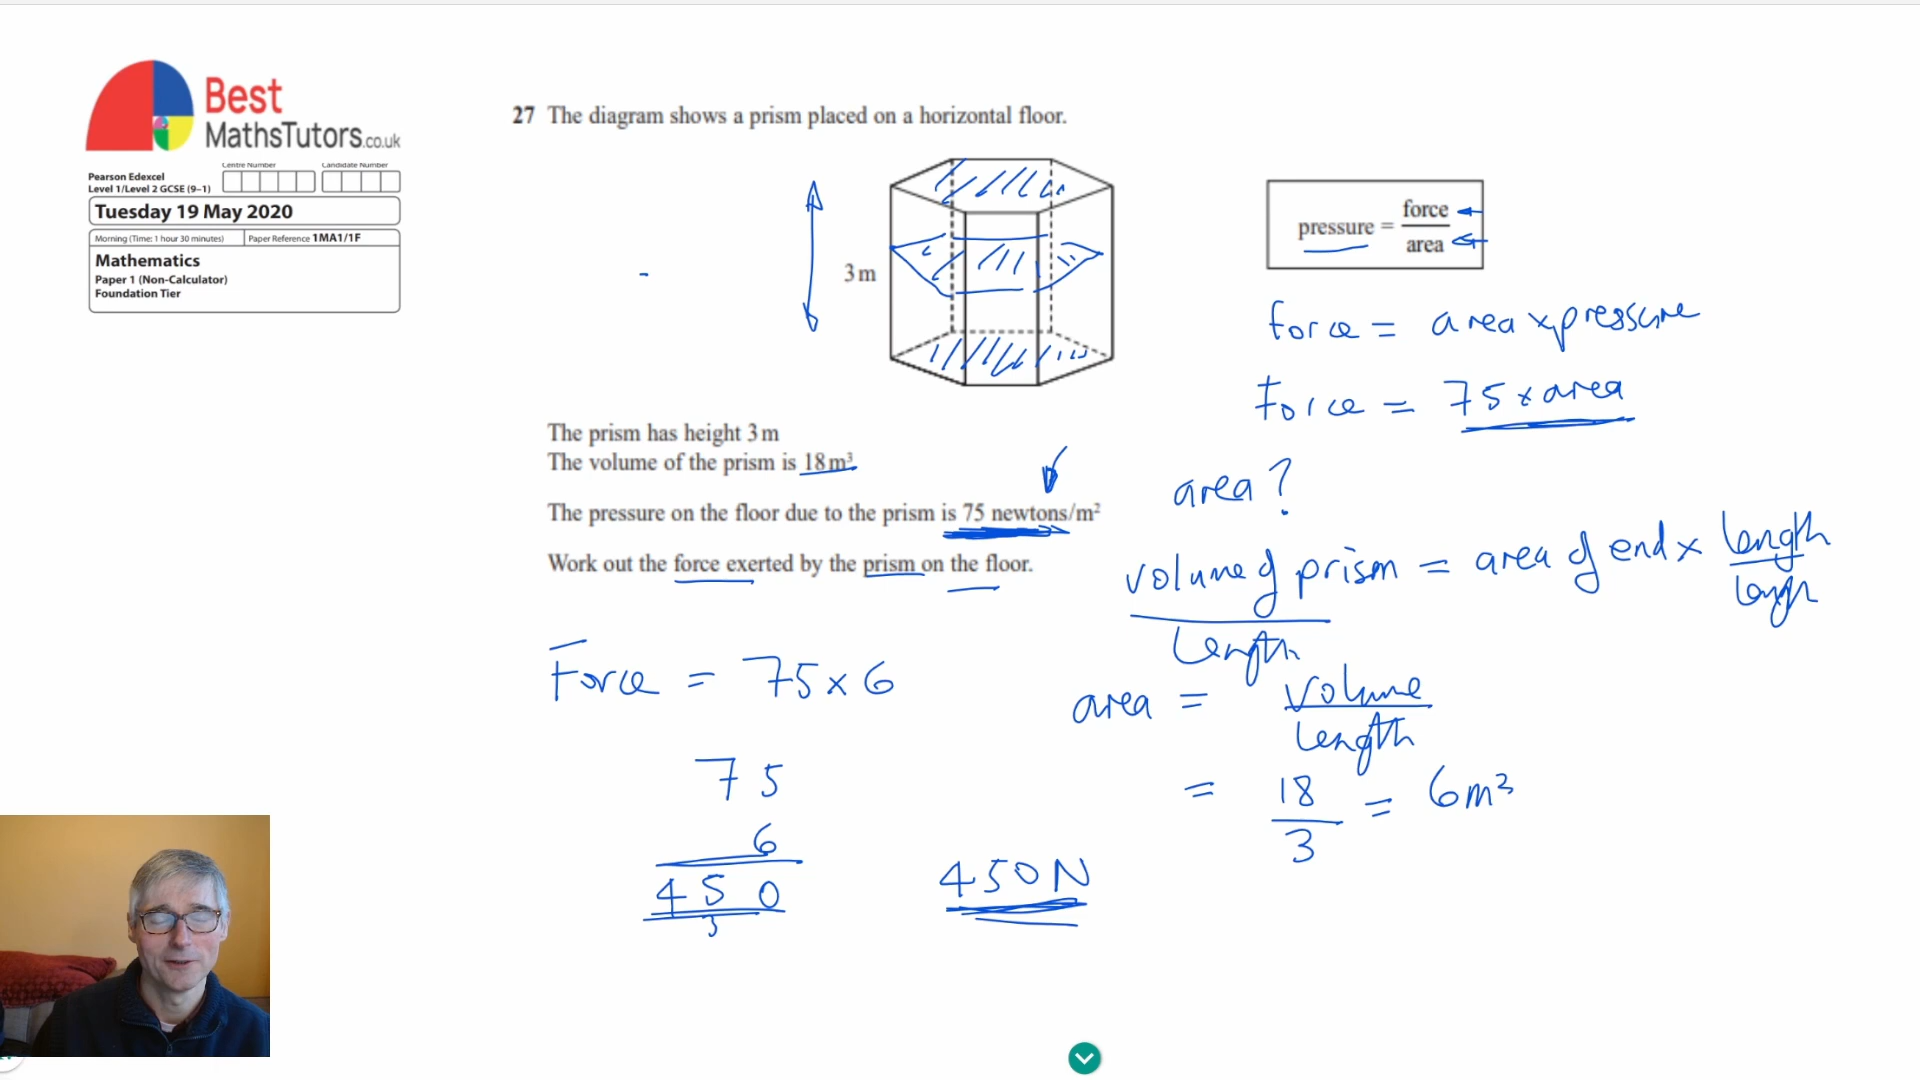 Best
MathsTutors.co.uk
Centre Number
Candidate Number
Pearson Edexcel
Level 1/Level 2 GCSE (9–1)
Tuesday 19 May 2020
Morning (Time: 1 hour 30 minutes)
Paper Reference 1MA1/1F
Mathematics
Paper 1 (Non-Calculator)
Foundation Tier
27 The diagram shows a prism placed on a horizontal floor.
3 m
pressure = force / area
The prism has height 3 m
The volume of the prism is 18 m³
The pressure on the floor due to the prism is 75 newtons/m²
Work out the force exerted by the prism on the floor.
force = area x pressure
Force = 75 x area
area ?
volume of prism = area of end x length
length
length
area = volume
length
= 18 / 3 = 6m²
Force = 75 x 6
75
6
450
3
450N